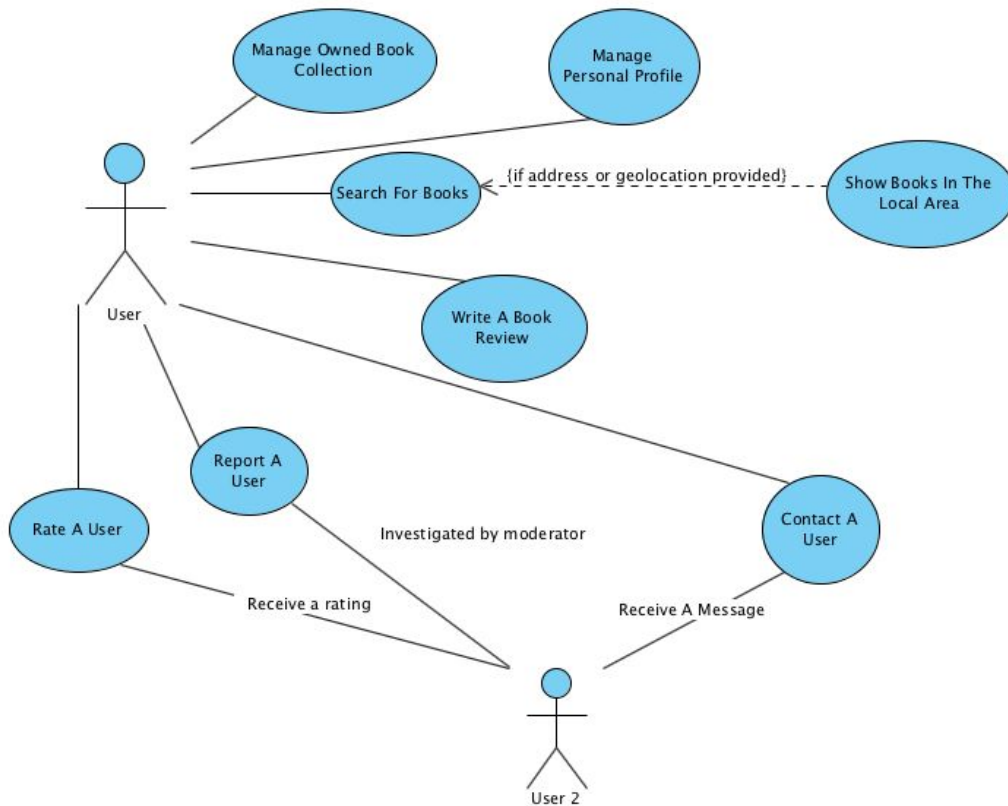 Manage Owned Book
Collection
Manage
Personal Profile
Search For Books
{if address or geolocation provided}
Show Books In The
Local Area
User
Write A Book
Review
Report A
User
Rate A User
Investigated by moderator
Contact A
User
Receive a rating
Receive A Message
User 2